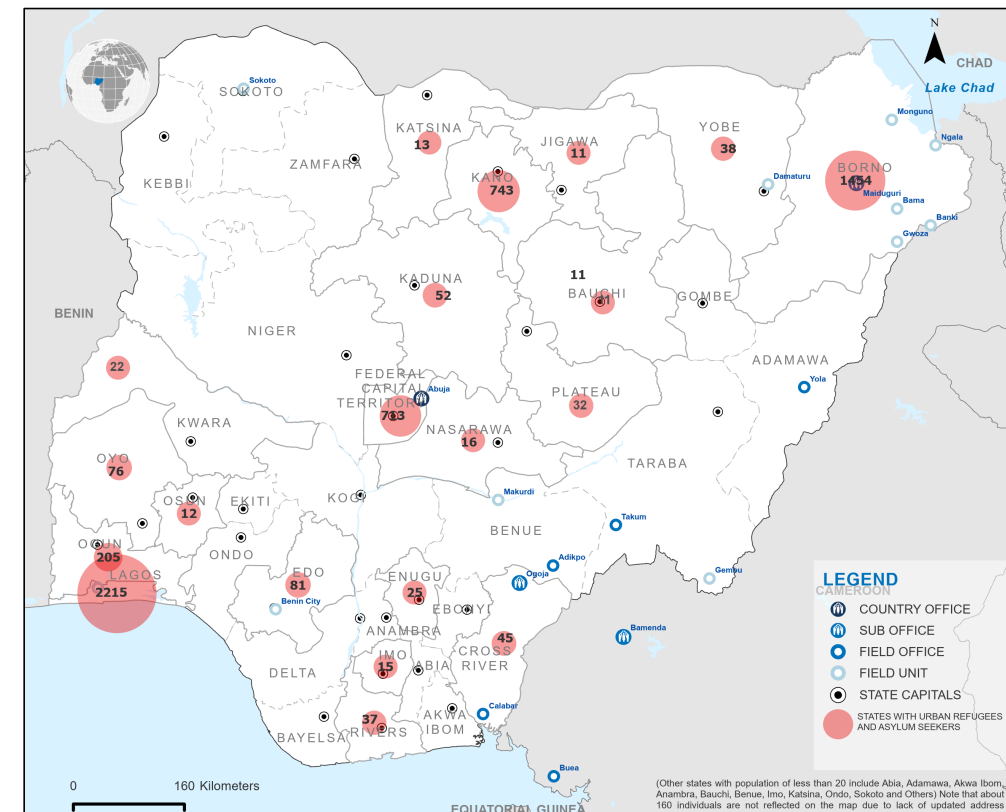 N
CHAD
Lake Chad
Sokoto
SOKOTO
KATSINA
13
JIGAWA
11
YOBE
38
Monguno
Ngala
ZAMFARA
KEBBI
KANO
743
Damaturu
BORNO
1454
Maiduguri
Bama
Banki
Gwoza
KADUNA
52
11
BAUCHI
11
GOMBE
BENIN
NIGER
ADAMAWA
Yola
22
FEDERAL
CAPITAL
TERRITORY
Abuja
713
PLATEAU
32
KWARA
NASARAWA
16
OYO
76
TARABA
OSUN
12
EKITI
KOGI
Makurdi
BENUE
Takum
OGUN
205
ONDO
Adikpo
LAGOS
2215
EDO
81
Benin City
ENUGU
25
Ogoja
Gembu
EBONYI
ANAMBRA
45
CROSS
RIVER
Bamenda
IMO
15
ABIA
DELTA
37
RIVERS
AKWA
IBOM
Calabar
BAYELSA
Buea
LEGEND
CAMEROON
COUNTRY OFFICE
SUB OFFICE
FIELD OFFICE
FIELD UNIT
STATE CAPITALS
STATES WITH URBAN REFUGEES
AND ASYLUM SEEKERS
0 160 Kilometers
EQUATORIAL GUINEA
(Other states with population of less than 20 include Abia, Adamawa, Akwa Ibom,
Anambra, Bauchi, Benue, Imo, Katsina, Ondo, Sokoto and Others) Note that about
160 individuals are not reflected on the map due to lack of updated address